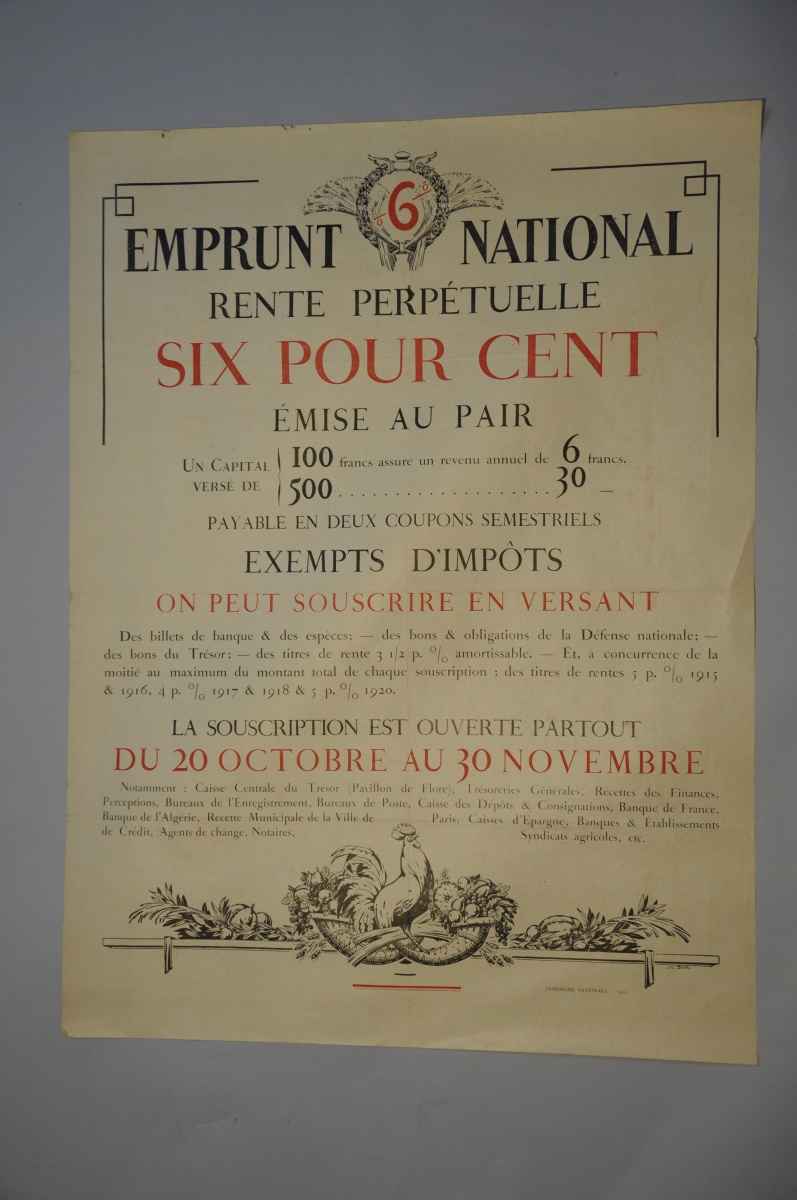 6 %
EMPRUNT NATIONAL
RENTE PERPÉTUELLE
SIX POUR CENT
ÉMISE AU PAIR
UN CAPITAL VERSÉ DE
100 francs assure un revenu annuel de 6 francs.
500 . . . . . . . . . . . . . . . . . . . . 30 —
PAYABLE EN DEUX COUPONS SEMESTRIELS
EXEMPTS D'IMPÔTS
ON PEUT SOUSCRIRE EN VERSANT
Des billets de banque & des espèces; — des bons & obligations de la Défense nationale; —
des bons du Trésor; — des titres de rente 3 1/2 p. % amortissable. — Et, à concurrence de la
moitié au maximum du montant total de chaque souscription : des titres de rentes 5 p. % 1915
& 1916, 4 p. % 1917 & 1918 & 5 p. % 1920.
LA SOUSCRIPTION EST OUVERTE PARTOUT
DU 20 OCTOBRE AU 30 NOVEMBRE
Notamment : Caisse Centrale du Trésor (Pavillon de Flore), Trésoreries Générales, Recettes des Finances,
Perceptions, Bureaux de l'Enregistrement, Bureaux de Poste, Caisse des Dépôts & Consignations, Banque de France,
Banque de l'Algérie, Recette Municipale de la Ville de Paris, Caisses d'Epargne, Banques & Etablissements
de Crédit, Agents de change, Notaires, Syndicats agricoles, etc.
IMPRIMERIE NATIONALE